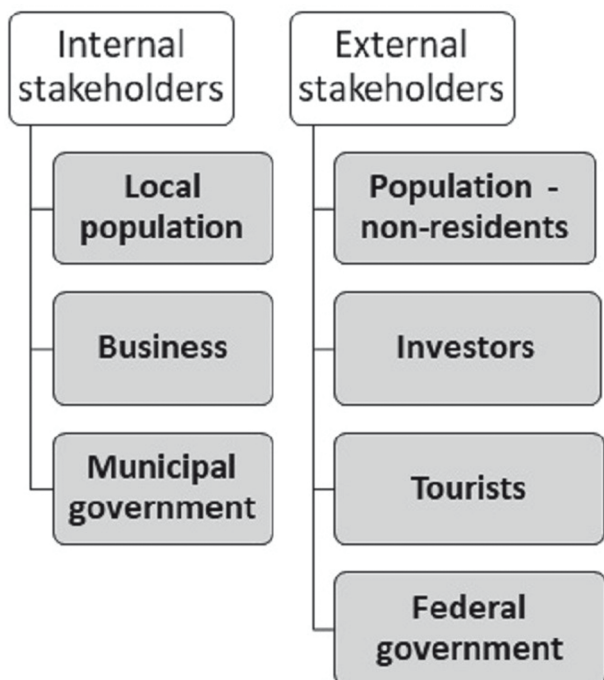 Internal
stakeholders
Local
population
Business
Municipal
government
External
stakeholders
Population -
non-residents
Investors
Tourists
Federal
government